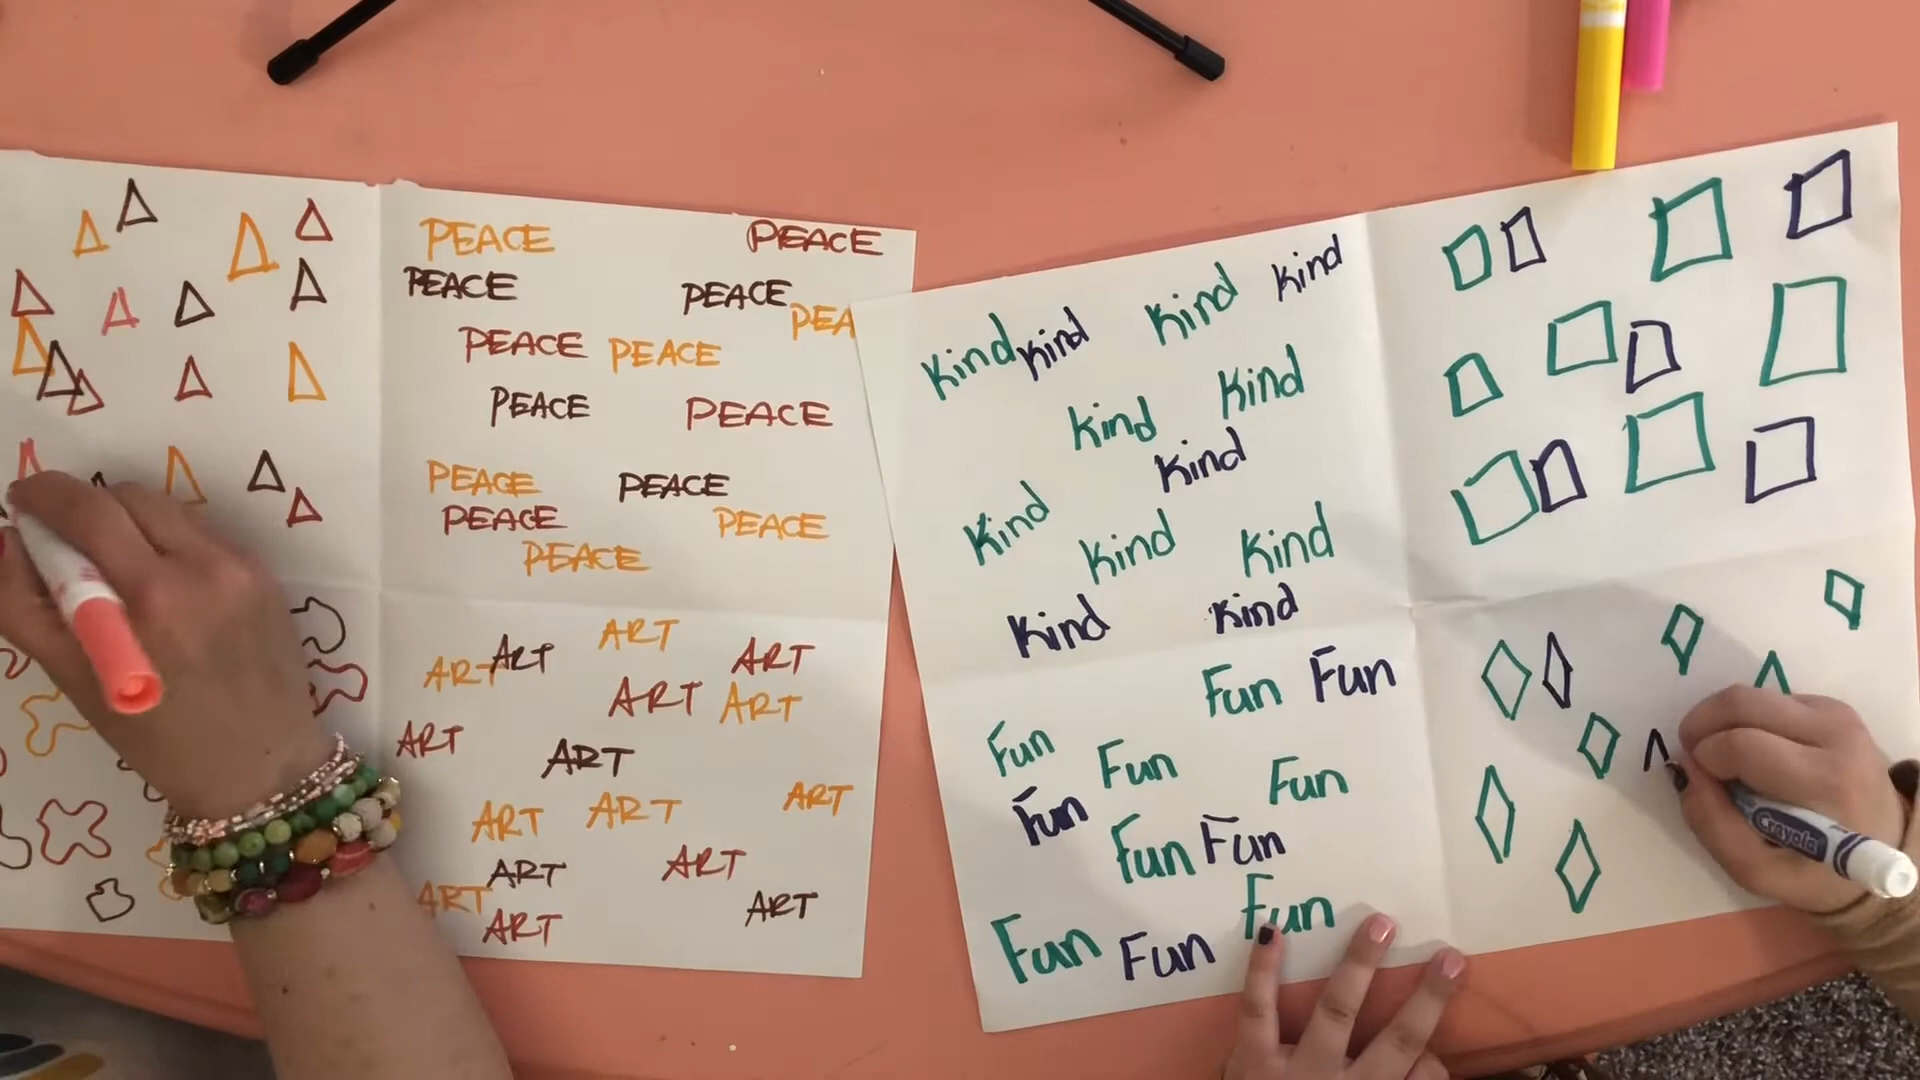 PEACE PEACE
PEACE PEACE
PEA
PEACE PEACE
PEACE PEACE
PEACE PEACE
PEACE PEACE
PEACE
ART
ART ART ART
ART ART
ART ART
ART ART ART
ART ART
ART ART
ART
Kind Kind Kind Kind
Kind Kind
Kind
Kind Kind Kind
Kind Kind
Fun Fun
Fun Fun Fun
Fun Fun Fun
Fun
Fun Fun
Crayola